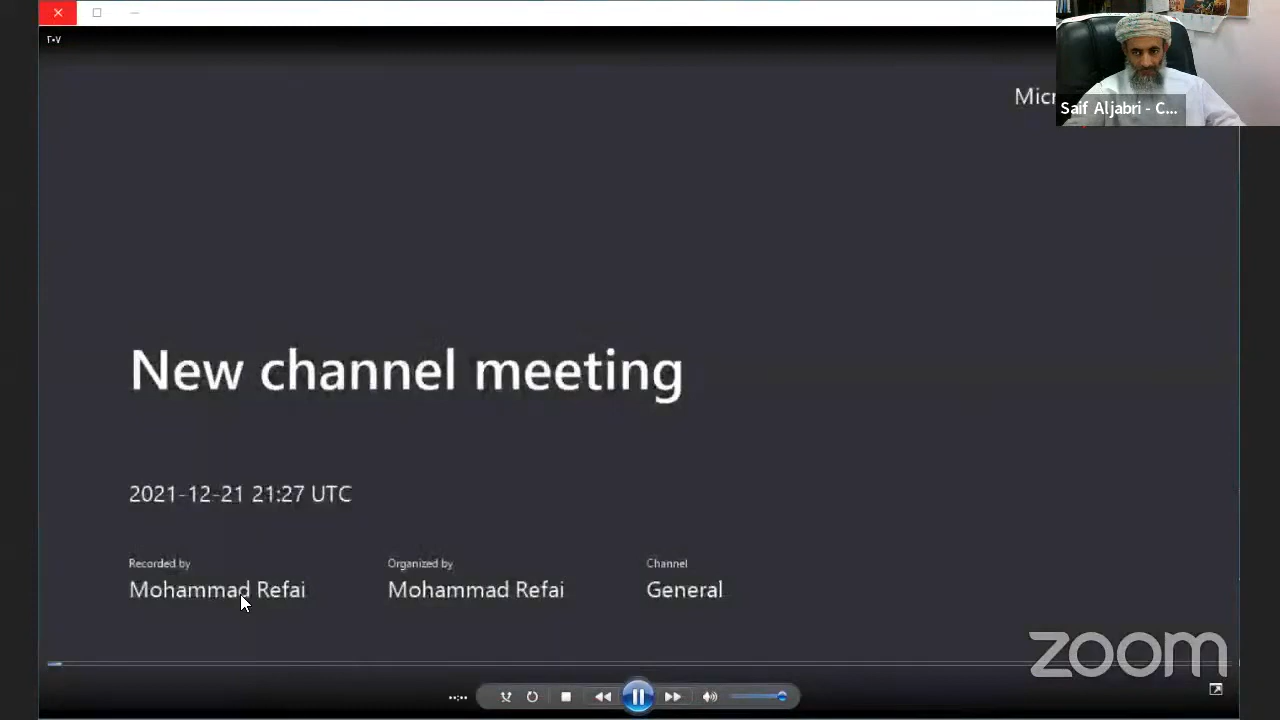 ٢٠٧
Micr
Saif Aljabri - C...
New channel meeting
2021-12-21 21:27 UTC
Recorded by
Mohammad Refai
Organized by
Mohammad Refai
Channel
General
zoom